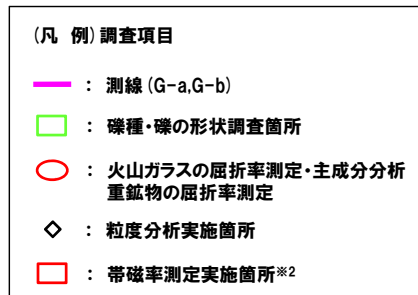 (凡 例)調査項目
: 測線(G-a,G-b)
: 礫種・礫の形状調査箇所
: 火山ガラスの屈折率測定・主成分分析
重鉱物の屈折率測定
: 粒度分析実施箇所
: 帯磁率測定実施箇所※2